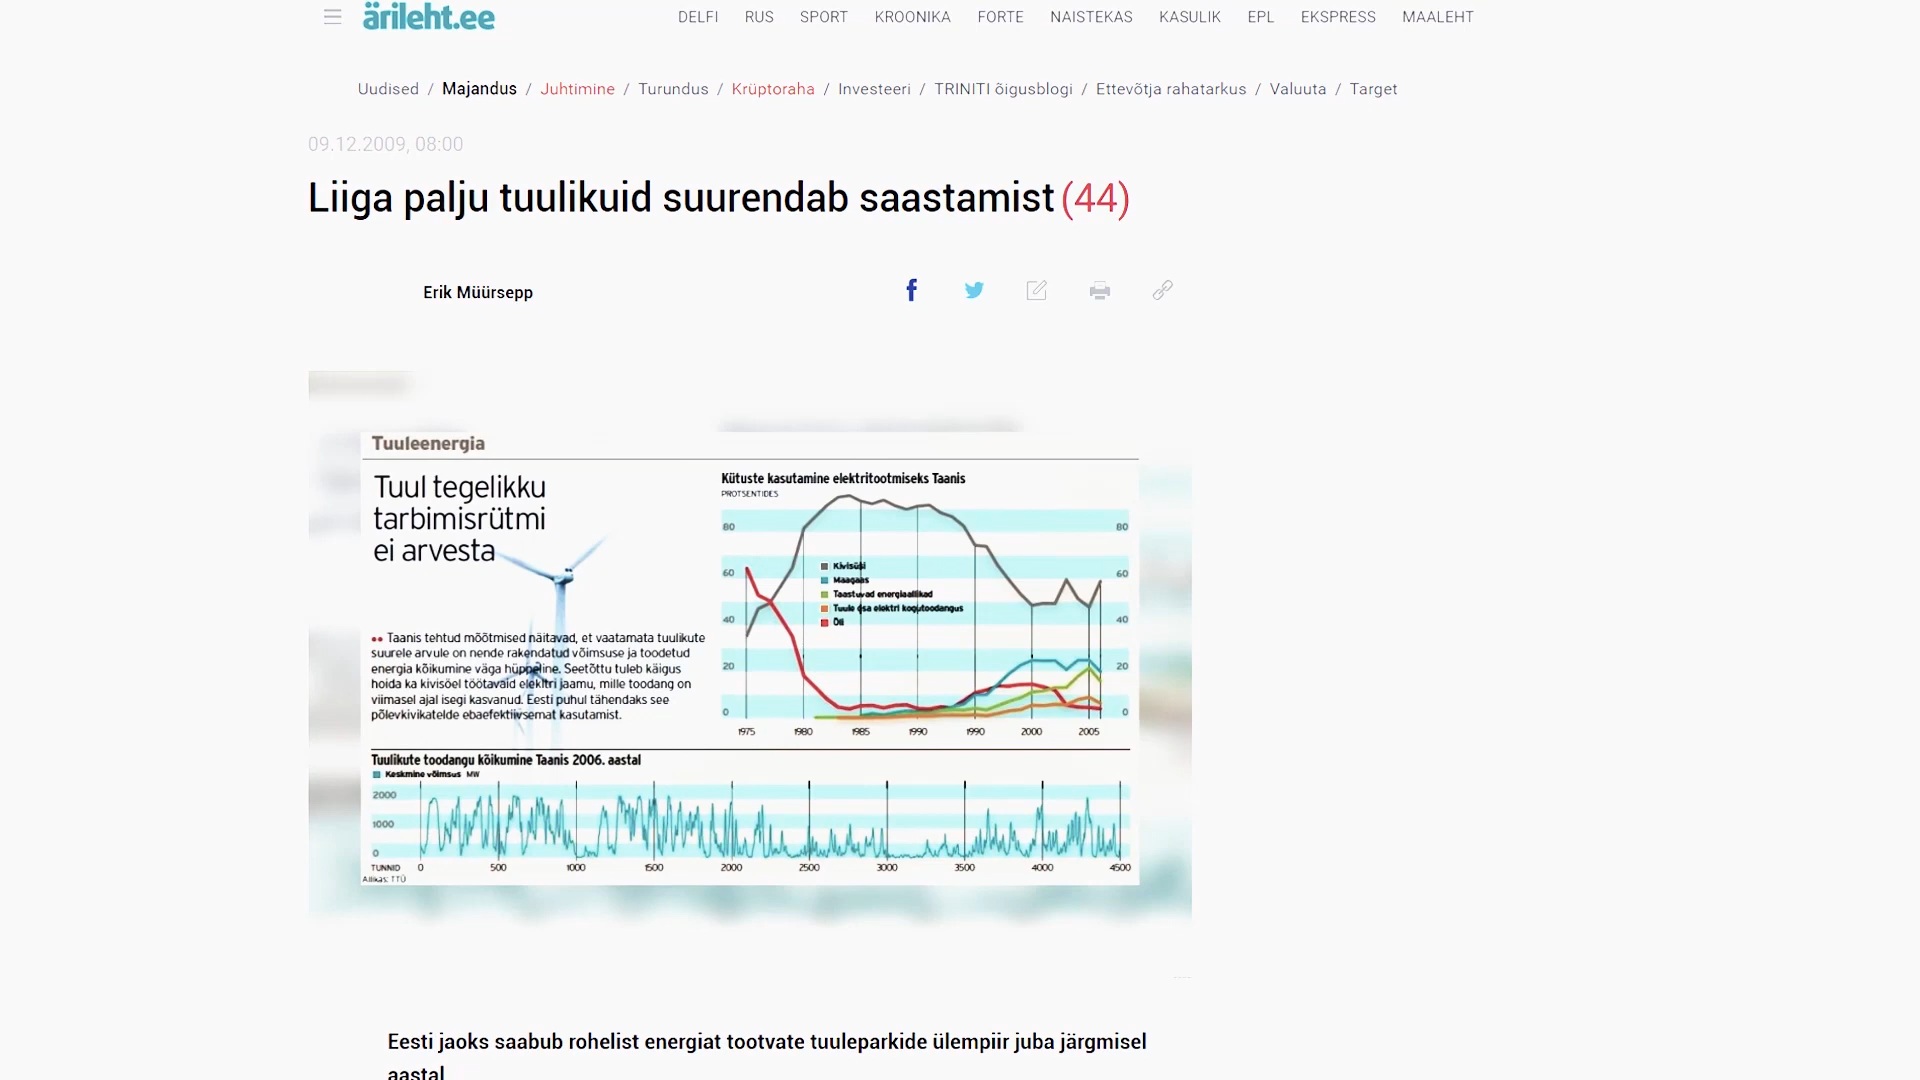 ärileht.ee
DELFI RUS SPORT KROONIKA FORTE NAISTEKAS KASULIK EPL EKSPRESS MAALEHT
Uudised / Majandus / Juhtimine / Turundus / Krüptoraha / Investeeri / TRINITI õigusblogi / Ettevõtja rahatarkus / Valuuta / Target
09.12.2009, 08:00
Liiga palju tuulikuid suurendab saastamist (44)
Erik Müürsepp
Tuuleenergia
Tuul tegelikku
tarbimisrütmi
ei arvesta
Taanis tehtud mõõtmised näitavad, et vaatamata tuulikute
suurele arvule on nende rakendatud võimsuse ja toodetud
energia kõikumine väga hüppeline. Seetõttu tuleb käigus
hoida ka kivisöel töötavaid elektri jaamu, mille toodang on
viimasel ajal isegi kasvanud. Eesti puhul tähendaks see
põlevkivikatelde ebaefektiivsemat kasutamist.
Kütuste kasutamine elektritootmiseks Taanis
PROTSENTIDES
80 80
60 60
40 40
20 20
0 0
Kivisüsi
Maagaas
Taastuvad energiaallikad
Tuule osa elektri kogutoodangus
Õli
1975 1980 1985 1990 1990 2000 2005
Tuulikute toodangu kõikumine Taanis 2006. aastal
Keskmine võimsus MW
2000
1000
0
TUNNID 0 500 1000 1500 2000 2500 3000 3500 4000 4500
Allikas: TTÜ
Eesti jaoks saabub rohelist energiat tootvate tuuleparkide ülempiir juba järgmisel
aastal